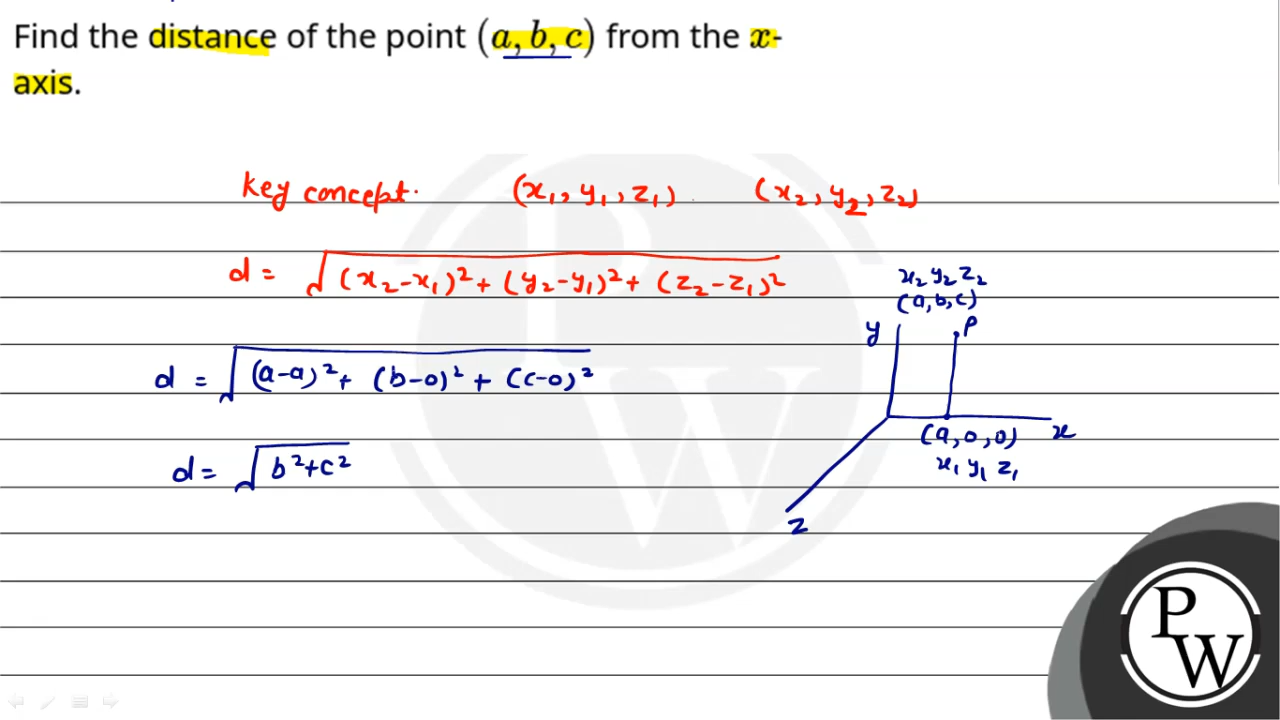 Find the distance of the point (a, b, c) from the x-
axis.
Key concept. (x₁, y₁, z₁) (x₂, y₂, z₂)
d = √((x₂-x₁)² + (y₂-y₁)² + (z₂-z₁)²)
x₂ y₂ z₂
(a, b, c)
y P
d = √((a-a)² + (b-0)² + (c-0)²)
(a, 0, 0) x
x₁ y₁ z₁
d = √(b²+c²)
z
P
W